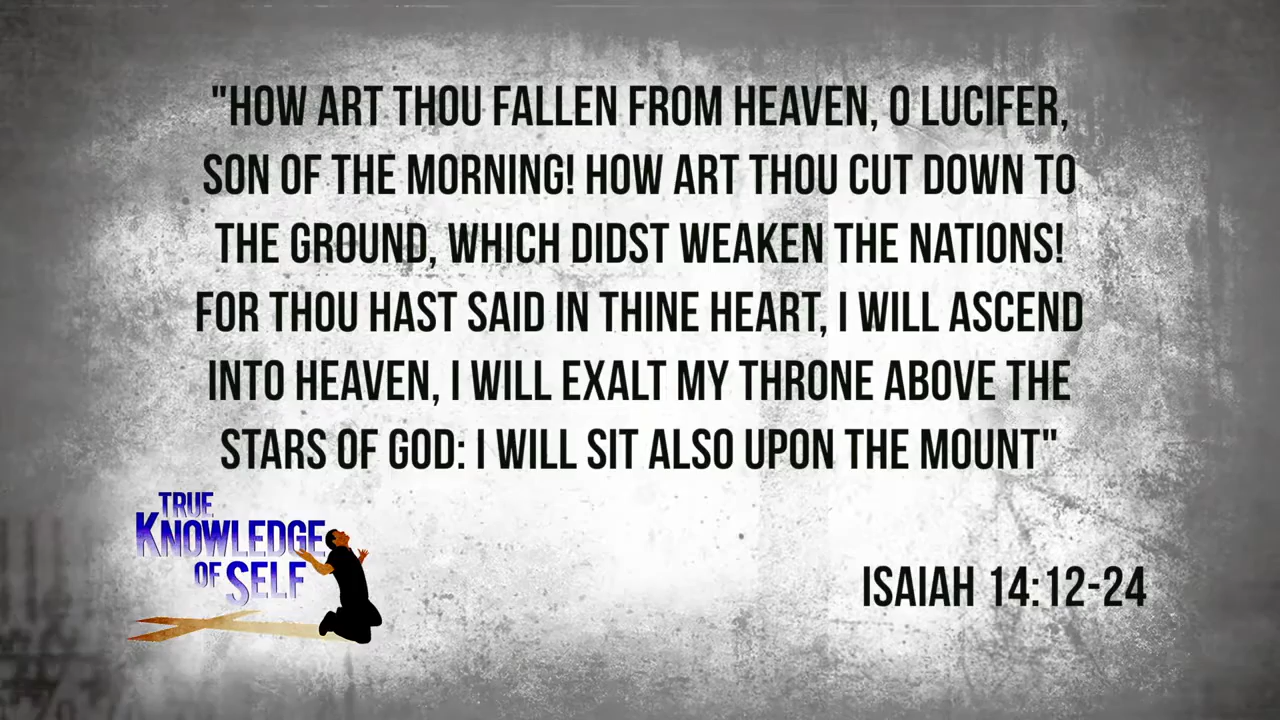 "HOW ART THOU FALLEN FROM HEAVEN, O LUCIFER,
SON OF THE MORNING! HOW ART THOU CUT DOWN TO
THE GROUND, WHICH DIDST WEAKEN THE NATIONS!
FOR THOU HAST SAID IN THINE HEART, I WILL ASCEND
INTO HEAVEN, I WILL EXALT MY THRONE ABOVE THE
STARS OF GOD: I WILL SIT ALSO UPON THE MOUNT"
TRUE
KNOWLEDGE
OF SELF
ISAIAH 14:12-24